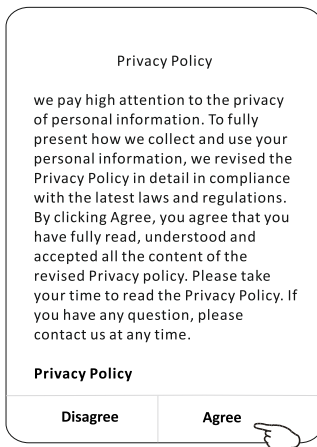 Privacy Policy
we pay high attention to the privacy
of personal information. To fully
present how we collect and use your
personal information, we revised the
Privacy Policy in detail in compliance
with the latest laws and regulations.
By clicking Agree, you agree that you
have fully read, understood and
accepted all the content of the
revised Privacy policy. Please take
your time to read the Privacy Policy. If
you have any question, please
contact us at any time.
Privacy Policy
Disagree Agree